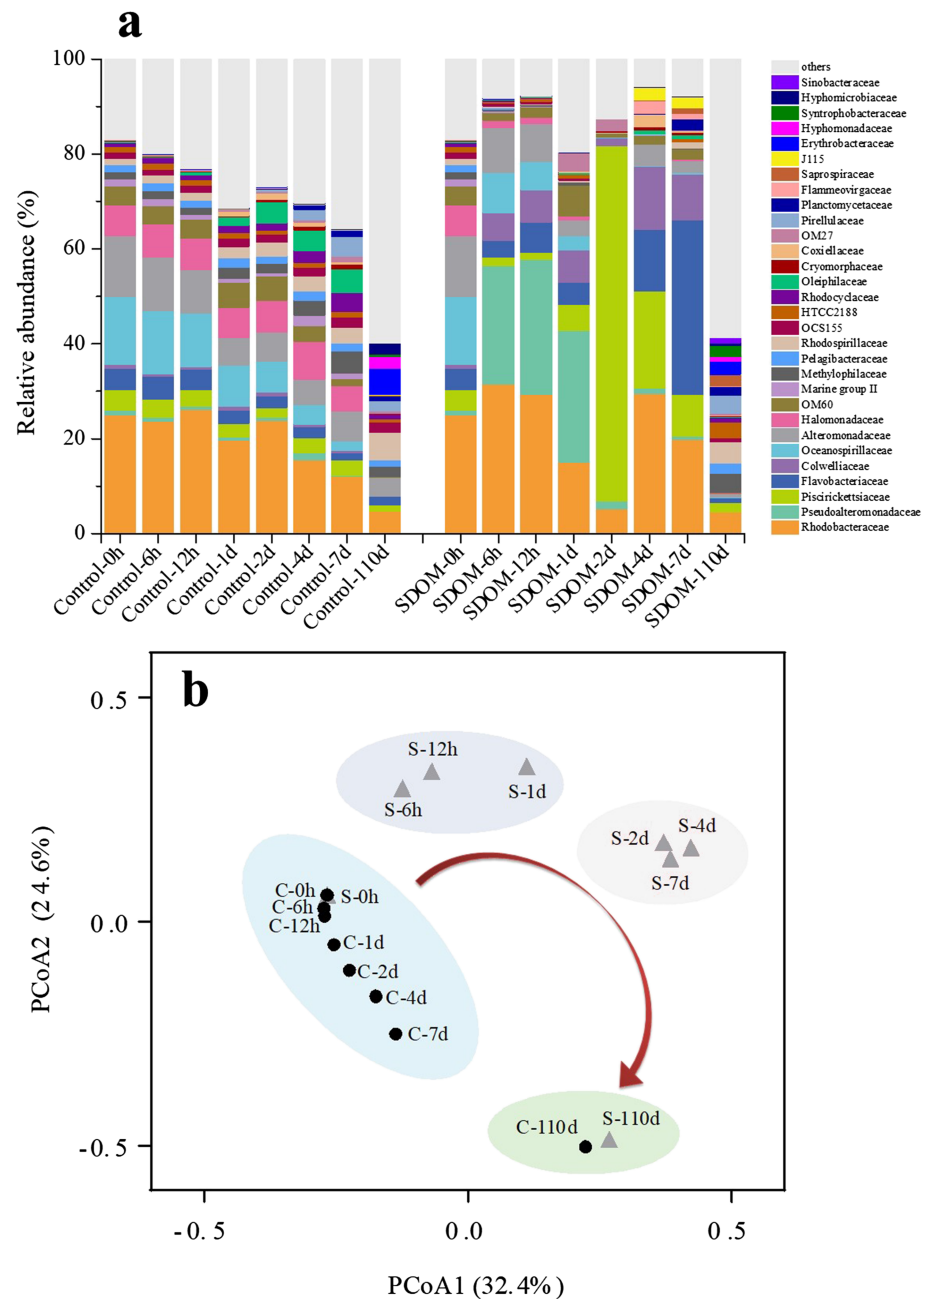 a
100
80
60
40
20
0
Relative abundance (%)
Control-0h
Control-6h
Control-12h
Control-1d
Control-2d
Control-4d
Control-7d
Control-110d
SDOM-0h
SDOM-6h
SDOM-12h
SDOM-1d
SDOM-2d
SDOM-4d
SDOM-7d
SDOM-110d
others
Sinobacteraceae
Hyphomicrobiaceae
Syntrophobacteraceae
Hyphomonadaceae
Erythrobacteraceae
J115
Saprospiraceae
Flammeovirgaceae
Planctomycetaceae
Pirellulaceae
OM27
Coxiellaceae
Cryomorphaceae
Oleiphilaceae
Rhodocyclaceae
HTCC2188
OCS155
Rhodospirillaceae
Pelagibacteraceae
Methylophilaceae
Marine group II
OM60
Halomonadaceae
Alteromonadaceae
Oceanospirillaceae
Colwelliaceae
Flavobacteriaceae
Piscirickettsiaceae
Pseudoalteromonadaceae
Rhodobacteraceae
b
0.5
0.0
-0.5
PCoA2 (24.6%)
S-12h
S-6h
S-1d
S-2d
S-4d
S-7d
C-0h
S-0h
C-6h
C-12h
C-1d
C-2d
C-4d
C-7d
C-110d
S-110d
-0.5
0.0
0.5
PCoA1 (32.4%)